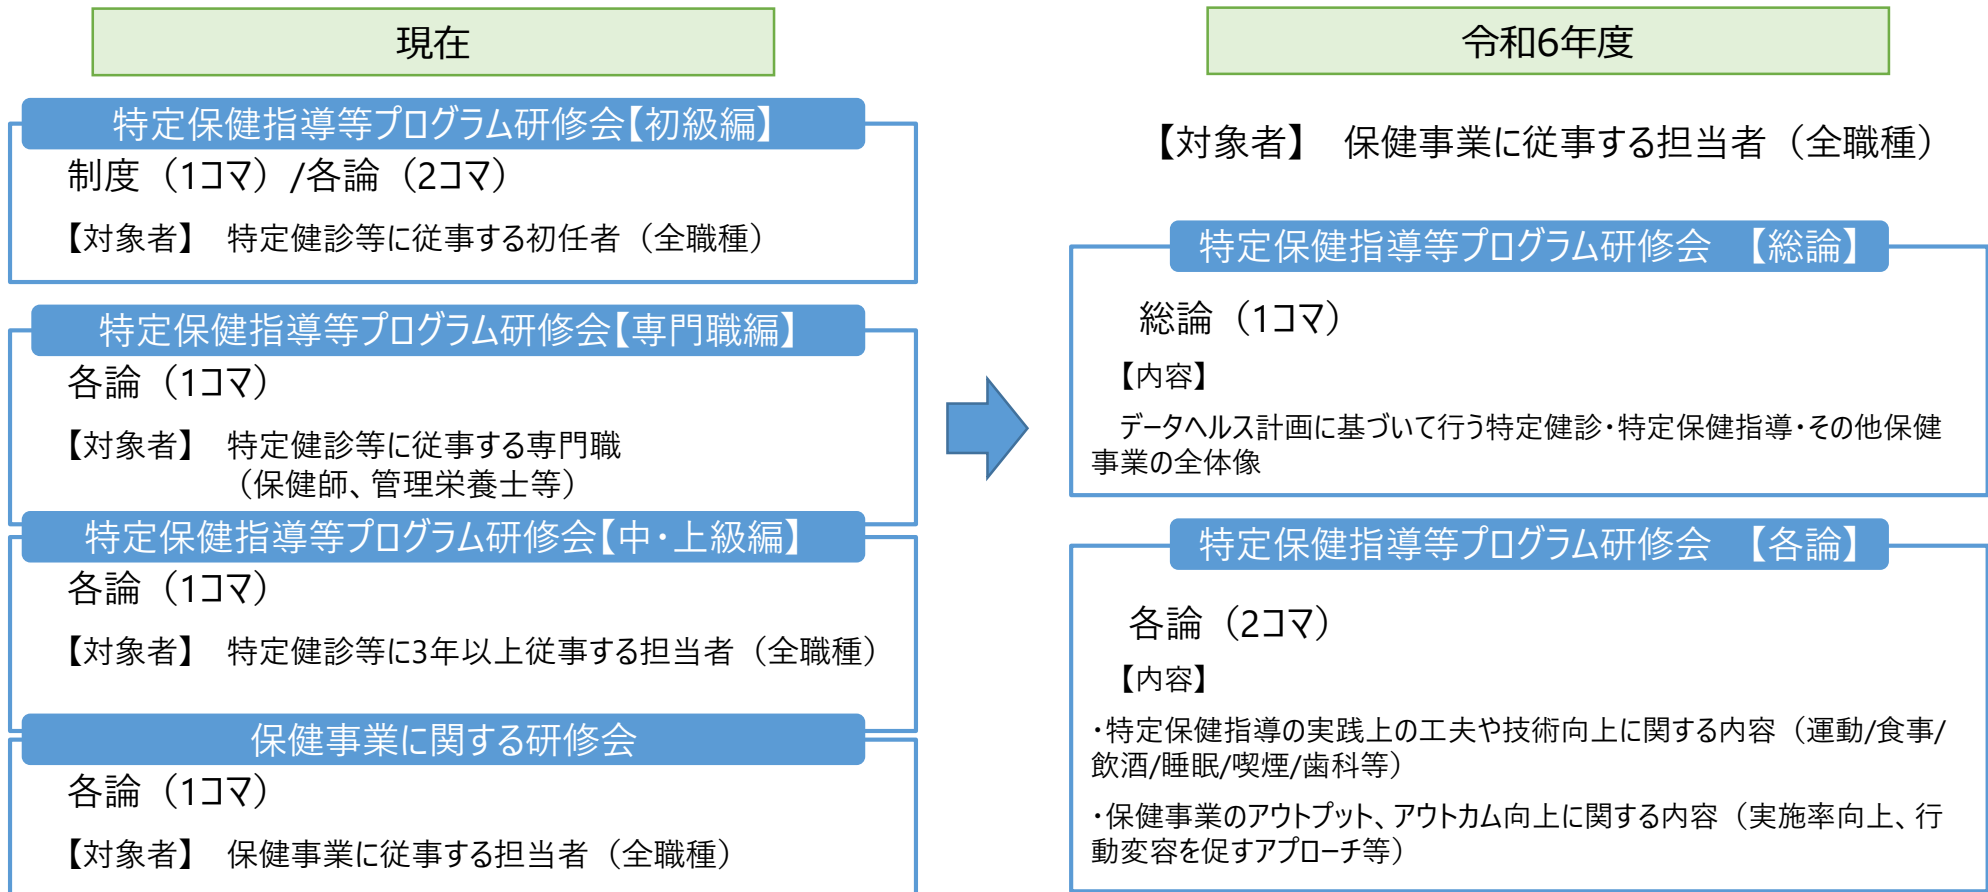 現在
特定保健指導等プログラム研修会【初級編】
制度（1コマ）/各論（2コマ）
【対象者】　特定健診等に従事する初任者（全職種）
特定保健指導等プログラム研修会【専門職編】
各論（1コマ）
【対象者】　特定健診等に従事する専門職
（保健師、管理栄養士等）
特定保健指導等プログラム研修会【中・上級編】
各論（1コマ）
【対象者】　特定健診等に3年以上従事する担当者（全職種）
保健事業に関する研修会
各論（1コマ）
【対象者】　保健事業に従事する担当者（全職種）
令和6年度
【対象者】　保健事業に従事する担当者（全職種）
特定保健指導等プログラム研修会　【総論】
総論（1コマ）
【内容】
データヘルス計画に基づいて行う特定健診・特定保健指導・その他保健
事業の全体像
特定保健指導等プログラム研修会　【各論】
各論（2コマ）
【内容】
・特定保健指導の実践上の工夫や技術向上に関する内容（運動/食事/
飲酒/睡眠/喫煙/歯科等）
・保健事業のアウトプット、アウトカム向上に関する内容（実施率向上、行
動変容を促すアプローチ等）